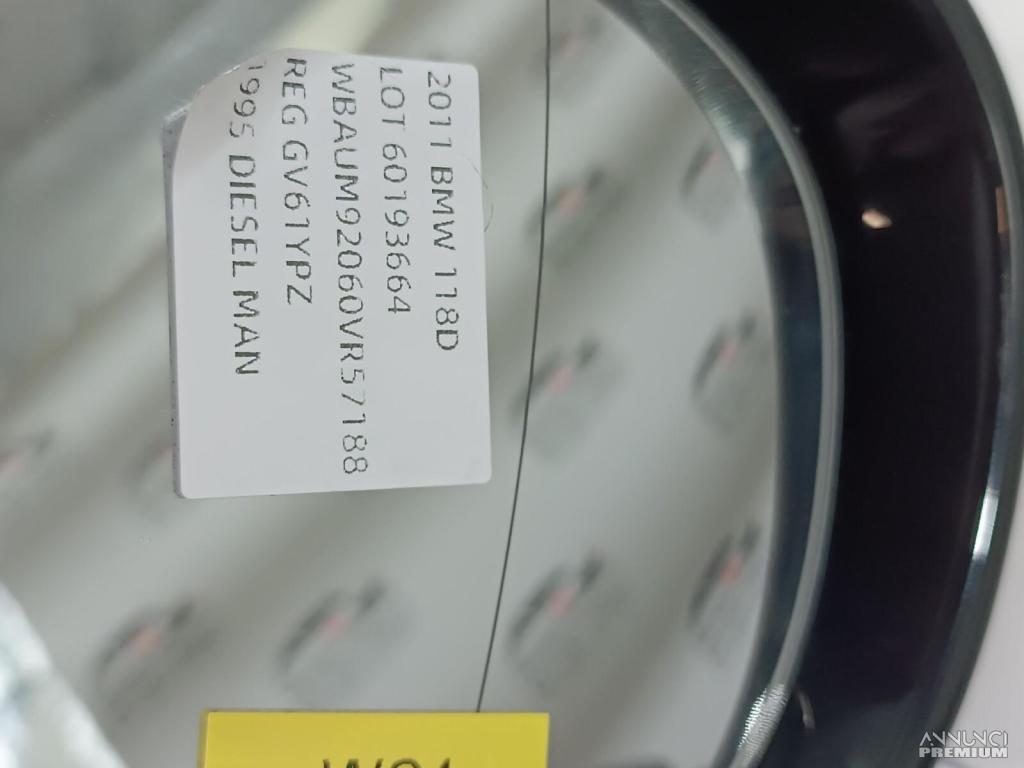 2011 BMW 118D
LOT 60193664
WBAUM92060VR57188
REG GV61YPZ
1995 DIESEL MAN
ANNUNCI
PREMIUM